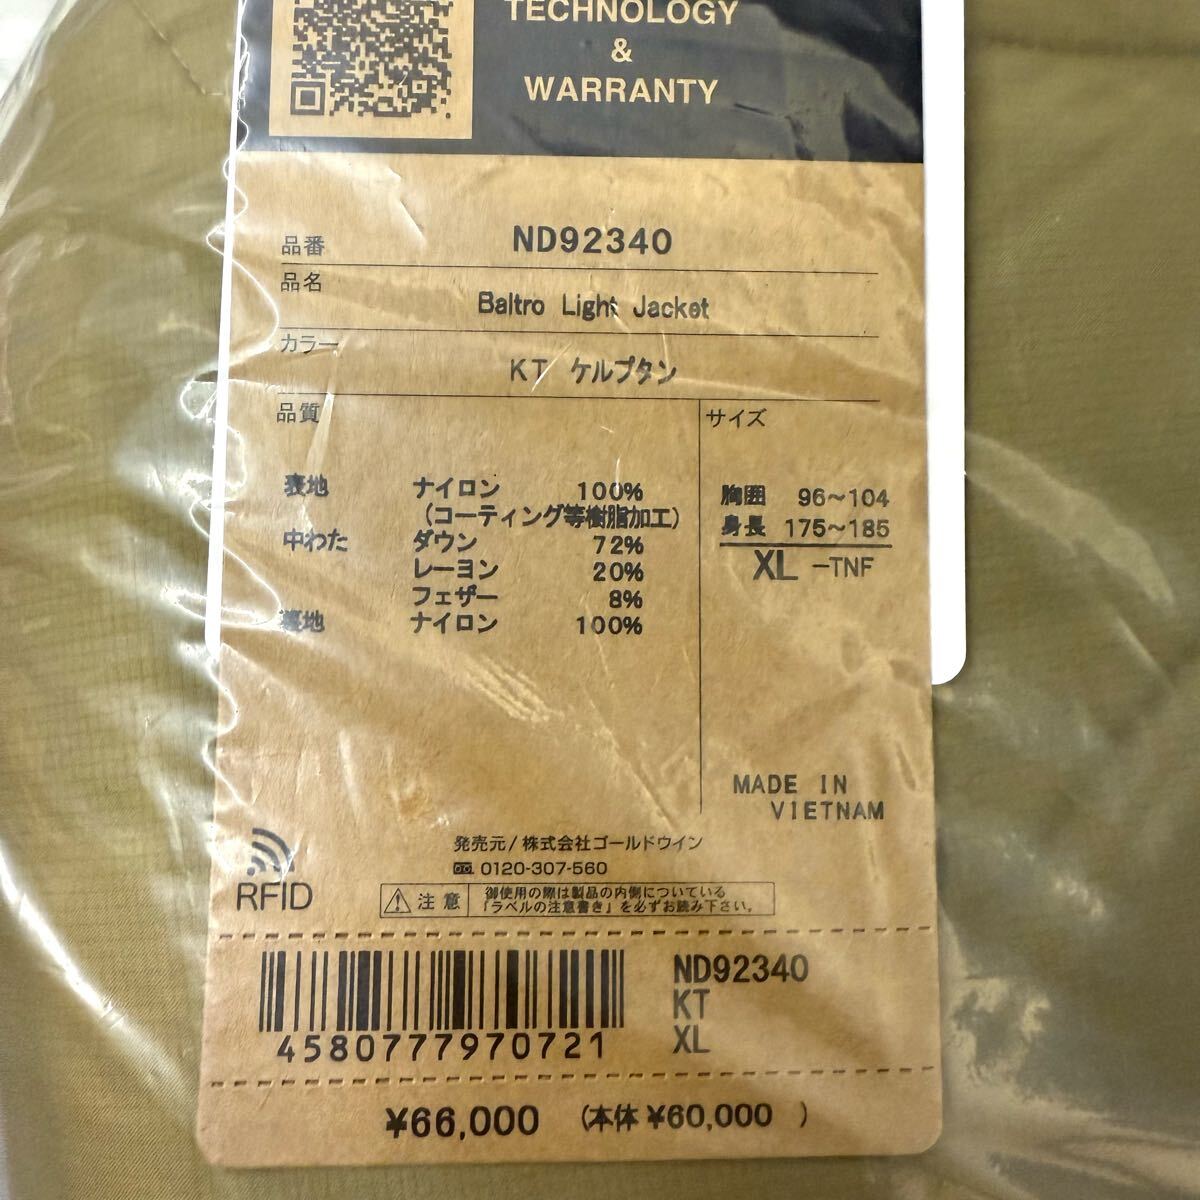 TECHNOLOGY
&
WARRANTY
品番 ND92340
品名 Baltro Light Jacket
カラー KT ケルプタン
品質
表地 ナイロン 100%
(コーティング等樹脂加工)
中わた ダウン 72%
レーヨン 20%
フェザー 8%
裏地 ナイロン 100%
サイズ
胸囲 96～104
身長 175～185
XL -TNF
MADE IN
VIETNAM
発売元/株式会社ゴールドウイン
0120-307-560
RFID
注意 御使用の際は製品の内側についている
「ラベルの注意書き」を必ずお読み下さい。
4580777970721
ND92340
KT
XL
¥66,000 (本体 ¥60,000 )